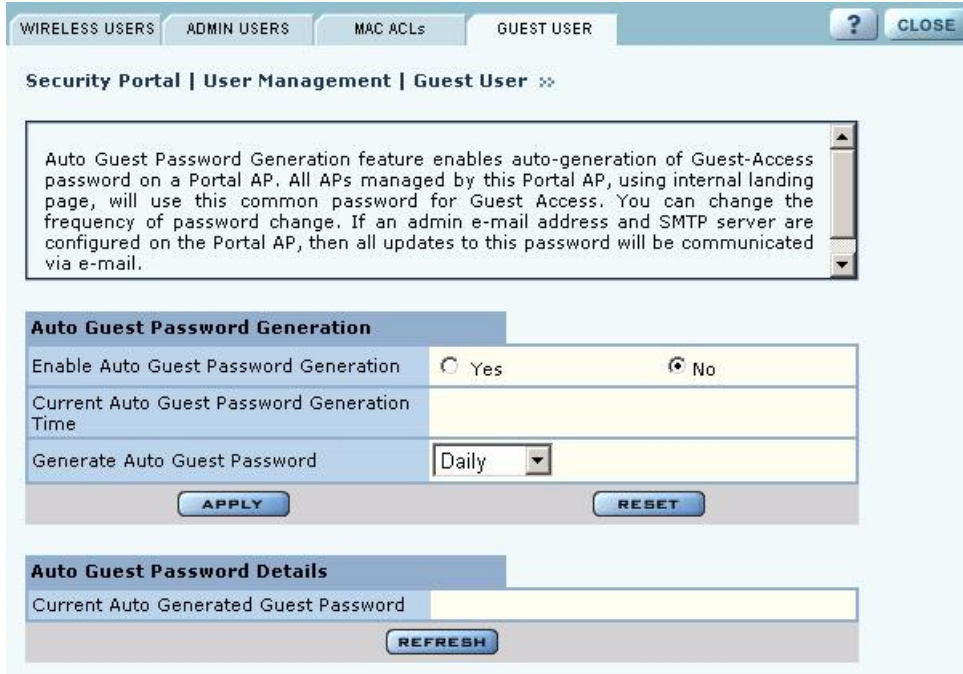 WIRELESS USERS ADMIN USERS MAC ACLs GUEST USER ? CLOSE
Security Portal | User Management | Guest User »
Auto Guest Password Generation feature enables auto-generation of Guest-Access
password on a Portal AP. All APs managed by this Portal AP, using internal landing
page, will use this common password for Guest Access. You can change the
frequency of password change. If an admin e-mail address and SMTP server are
configured on the Portal AP, then all updates to this password will be communicated
via e-mail.
Auto Guest Password Generation
Enable Auto Guest Password Generation Yes No
Current Auto Guest Password Generation
Time
Generate Auto Guest Password Daily
APPLY RESET
Auto Guest Password Details
Current Auto Generated Guest Password
REFRESH